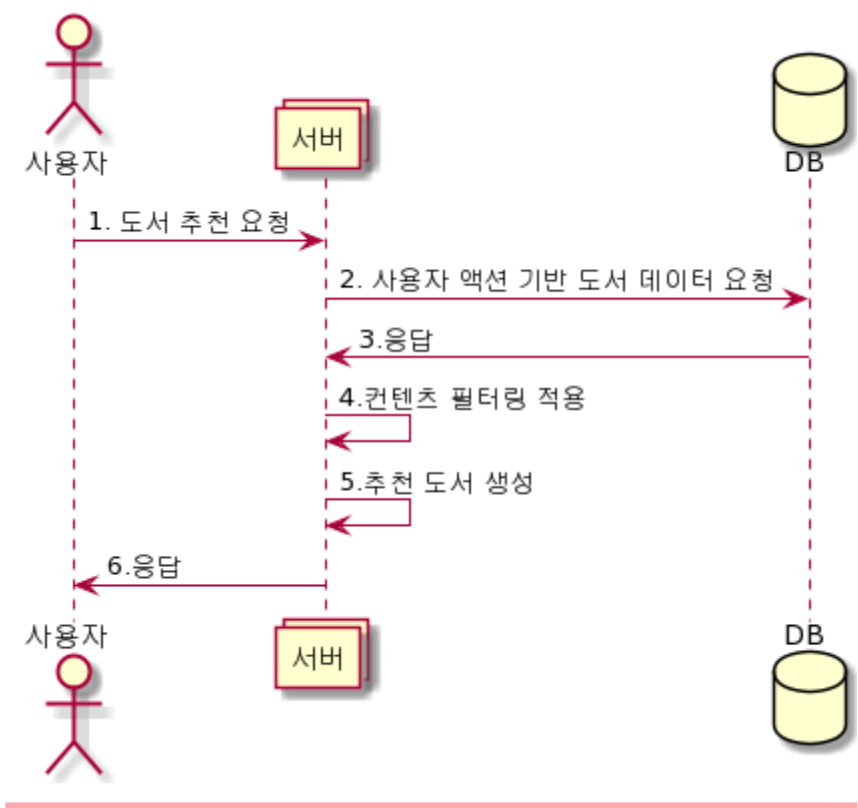 사용자
서버
DB
1. 도서 추천 요청
2. 사용자 액션 기반 도서 데이터 요청
3.응답
4.컨텐츠 필터링 적용
5.추천 도서 생성
6.응답
사용자
서버
DB